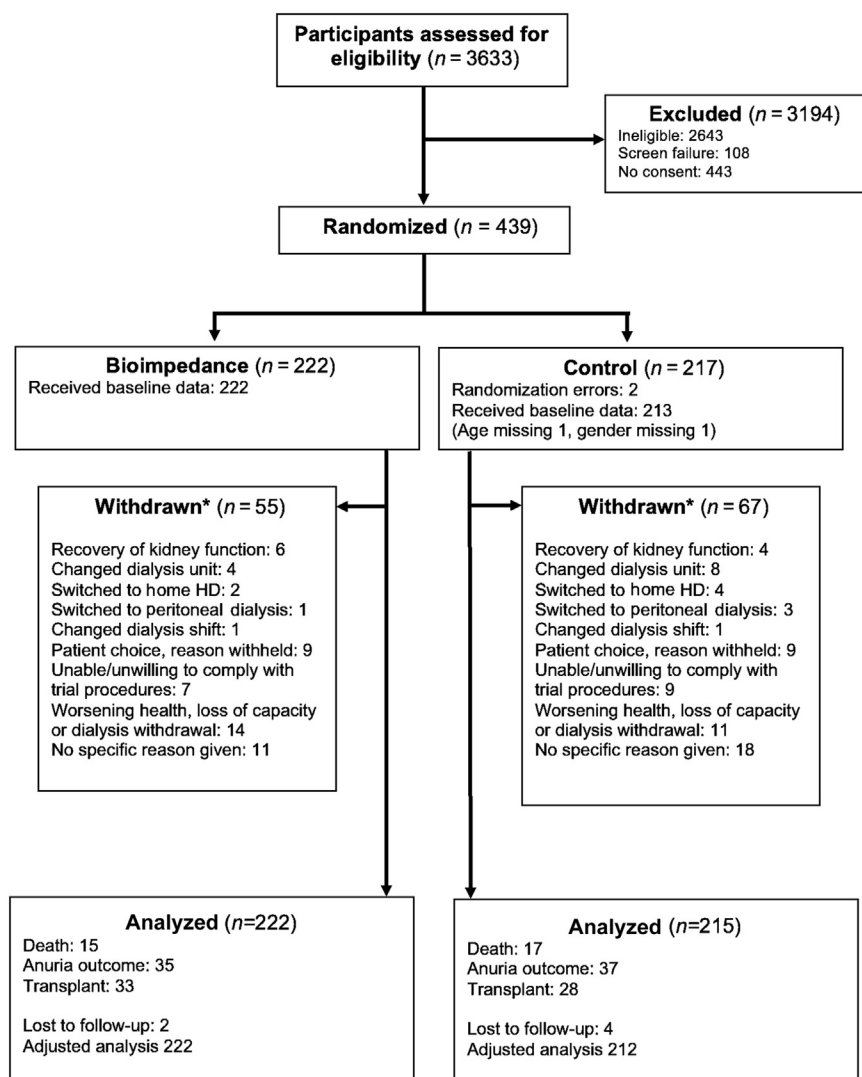 Participants assessed for
eligibility (n = 3633)
Excluded (n = 3194)
Ineligible: 2643
Screen failure: 108
No consent: 443
Randomized (n = 439)
Bioimpedance (n = 222)
Received baseline data: 222
Control (n = 217)
Randomization errors: 2
Received baseline data: 213
(Age missing 1, gender missing 1)
Withdrawn* (n = 55)
Recovery of kidney function: 6
Changed dialysis unit: 4
Switched to home HD: 2
Switched to peritoneal dialysis: 1
Changed dialysis shift: 1
Patient choice, reason withheld: 9
Unable/unwilling to comply with
trial procedures: 7
Worsening health, loss of capacity
or dialysis withdrawal: 14
No specific reason given: 11
Withdrawn* (n = 67)
Recovery of kidney function: 4
Changed dialysis unit: 8
Switched to home HD: 4
Switched to peritoneal dialysis: 3
Changed dialysis shift: 1
Patient choice, reason withheld: 9
Unable/unwilling to comply with
trial procedures: 9
Worsening health, loss of capacity
or dialysis withdrawal: 11
No specific reason given: 18
Analyzed (n=222)
Death: 15
Anuria outcome: 35
Transplant: 33
Lost to follow-up: 2
Adjusted analysis 222
Analyzed (n=215)
Death: 17
Anuria outcome: 37
Transplant: 28
Lost to follow-up: 4
Adjusted analysis 212